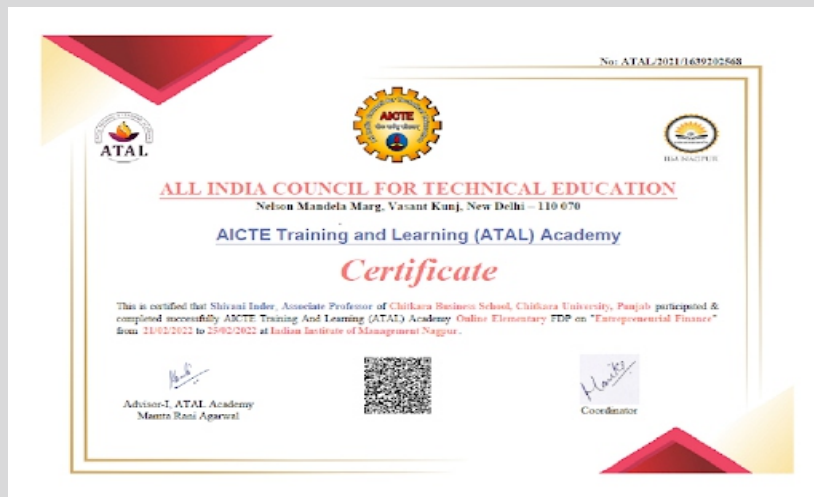 No: ATAL/2021/1639202568
ATAL
AICTE
IIM NAGPUR
ALL INDIA COUNCIL FOR TECHNICAL EDUCATION
Nelson Mandela Marg, Vasant Kunj, New Delhi – 110 070
AICTE Training and Learning (ATAL) Academy
Certificate
This is certified that Shivani Inder, Associate Professor of Chitkara Business School, Chitkara University, Punjab participated &
completed successfully AICTE Training And Learning (ATAL) Academy Online Elementary FDP on "Entrepreneurial Finance"
from 21/02/2022 to 25/02/2022 at Indian Institute of Management Nagpur.
Advisor-I, ATAL Academy
Mamta Rani Agarwal
Coordinator